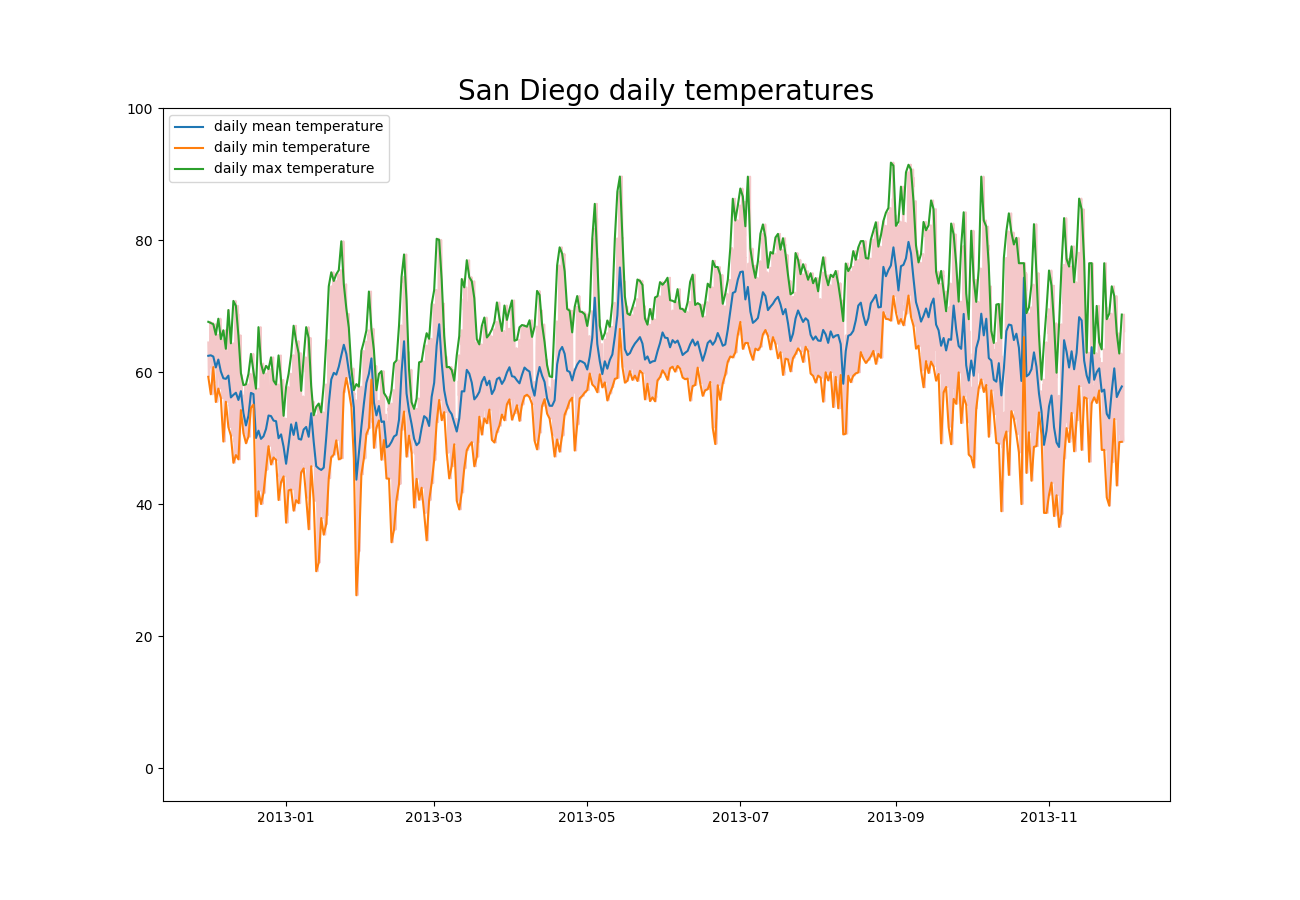 San Diego daily temperatures
100
80
60
40
20
0
daily mean temperature
daily min temperature
daily max temperature
2013-01 2013-03 2013-05 2013-07 2013-09 2013-11